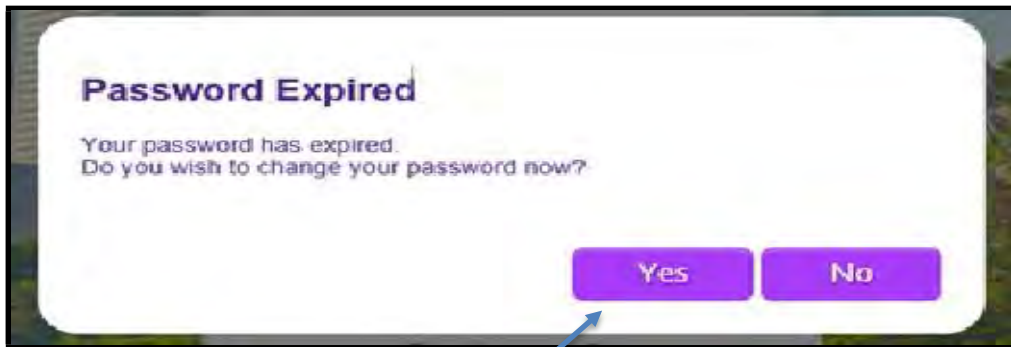 Password Expired
Your password has expired.
Do you wish to change your password now?
Yes No